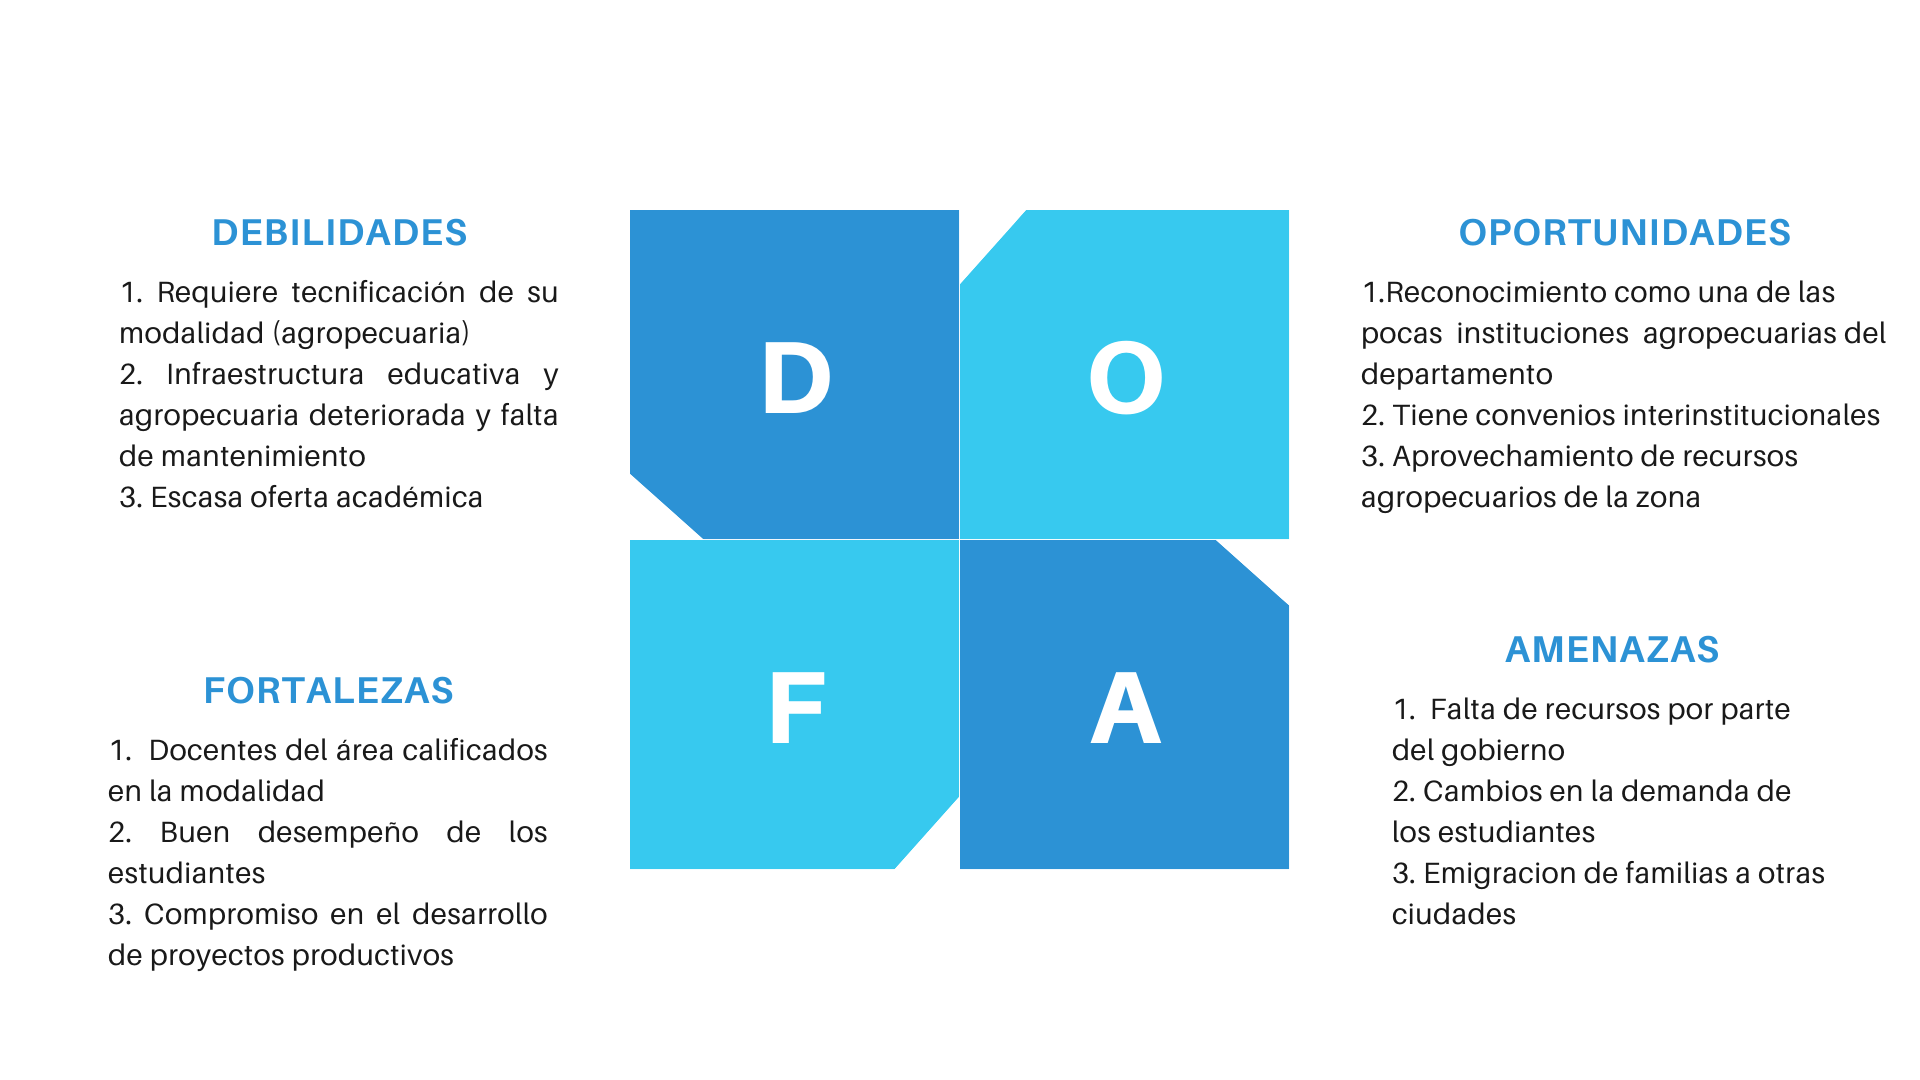 DEBILIDADES
1. Requiere tecnificación de su
modalidad (agropecuaria)
2. Infraestructura educativa y
agropecuaria deteriorada y falta
de mantenimiento
3. Escasa oferta académica
D
O
OPORTUNIDADES
1.Reconocimiento como una de las
pocas instituciones agropecuarias del
departamento
2. Tiene convenios interinstitucionales
3. Aprovechamiento de recursos
agropecuarios de la zona
FORTALEZAS
1. Docentes del área calificados
en la modalidad
2. Buen desempeño de los
estudiantes
3. Compromiso en el desarrollo
de proyectos productivos
F
A
AMENAZAS
1. Falta de recursos por parte
del gobierno
2. Cambios en la demanda de
los estudiantes
3. Emigracion de familias a otras
ciudades